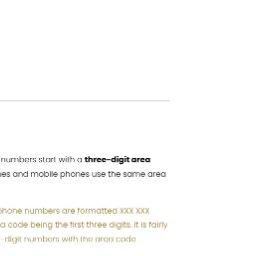 numbers start with a three-digit area
nes and mobile phones use the same area
phone numbers are formatted XXX XXX
a code being the first three digits. It is fairly
-digit numbers with the area code